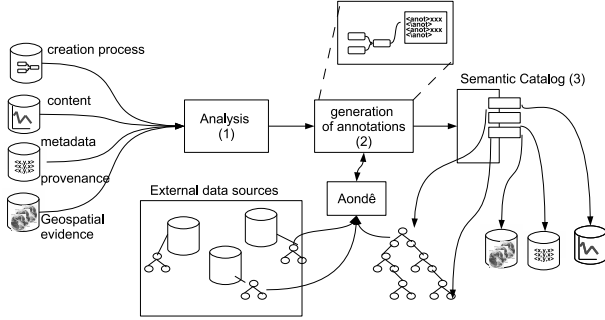 <anot>xxx
<\anot>
<anot>xxx
<\anot>
creation process
Semantic Catalog (3)
content
Analysis
(1)
generation
of annotations
(2)
metadata
provenance
External data sources
Aondê
Geospatial
evidence